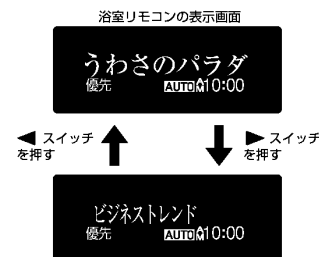 浴室リモコンの表示画面
うわさのパラダ
優先 AUTO 10:00
◀ スイッチ
を押す
▶ スイッチ
を押す
ビジネストレンド
優先 AUTO 10:00